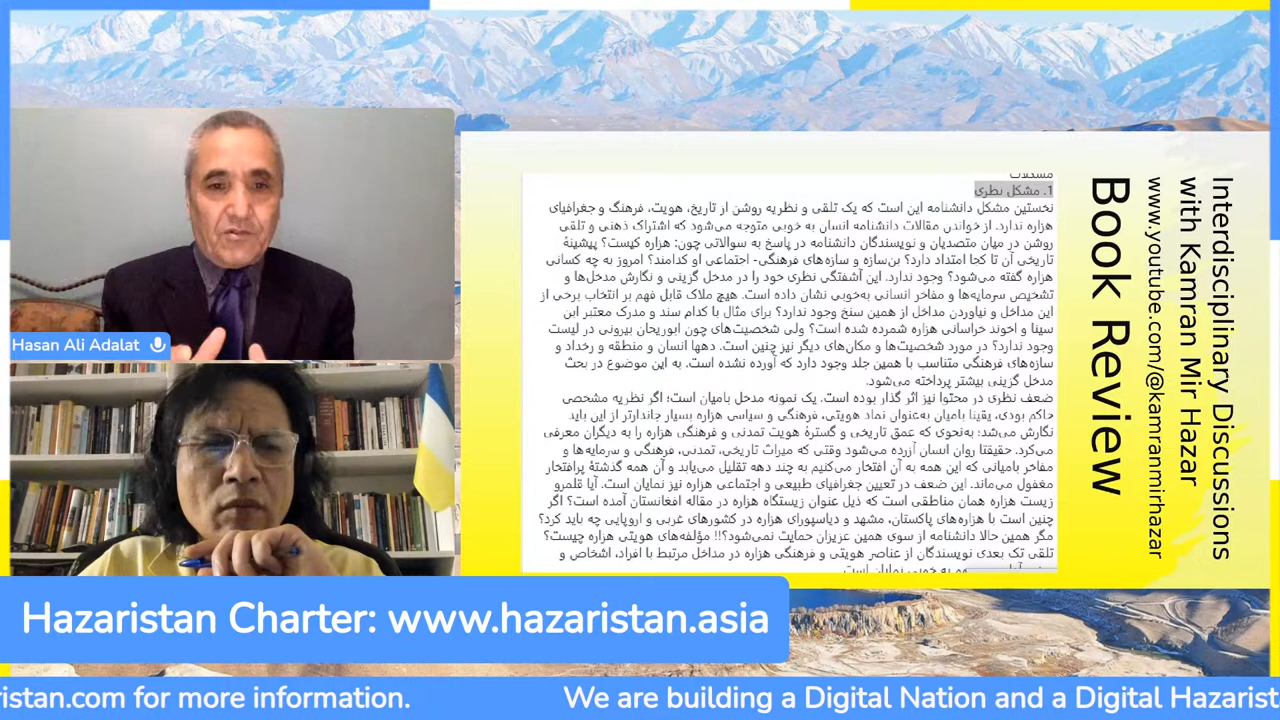 Hasan Ali Adalat
مشکلات
1. مشکل نظری
نخستین مشکل دانشنامه این است که یک تلقی و نظریه روشن از تاریخ، هویت، فرهنگ و جغرافیای
هزاره ندارد. از خواندن مقالات دانشنامه انسان به خوبی متوجه می‌شود که اشتراک ذهنی و تلقی
روشن در میان متصدیان و نویسندگان دانشنامه در پاسخ به سوالاتی چون: هزاره کیست؟ پیشینهٔ
تاریخی آن تا کجا امتداد دارد؟ بن‌سازه و سازه‌های فرهنگی- اجتماعی او کدامند؟ امروز به چه کسانی
هزاره گفته می‌شود؟ وجود ندارد. این آشفتگی نظری خود را در مدخل گزینی و نگارش مدخل‌ها و
تشخیص سرمایه‌ها و مفاخر انسانی به‌خوبی نشان داده است. هیچ ملاک قابل فهم بر انتخاب برخی از
این مداخل و نیاوردن مداخل از همین سنخ وجود ندارد؟ برای مثال با کدام سند و مدرک معتبر ابن
سینا و اخوند خراسانی هزاره شمرده شده است؟ ولی شخصیت‌های چون ابوریحان بیرونی در لیست
وجود ندارد؟ در مورد شخصیت‌ها و مکان‌های دیگر نیز چنین است. دهها انسان و منطقه و رخداد و
سازه‌های فرهنگی متناسب با همین جلد وجود دارد که آورده نشده است. به این موضوع در بحث
مدخل گزینی بیشتر پرداخته می‌شود.
ضعف نظری در محتوا نیز اثر گذار بوده است. یک نمونه مدخل بامیان است؛ اگر نظریه مشخصی
حاکم بودی، یقینا بامیان به‌عنوان نماد هویتی، فرهنگی و سیاسی هزاره بسیار جاندارتر از این باید
نگارش می‌شد؛ به‌نحوی که عمق تاریخی و گسترهٔ هویت تمدنی و فرهنگی هزاره را به دیگران معرفی
می‌کرد. حقیقتا روان انسان آزرده می‌شود وقتی که میراث تاریخی، تمدنی، فرهنگی و سرمایه‌ها و
مفاخر بامیانی که این همه به آن افتخار می‌کنیم به چند دهه تقلیل می‌یابد و آن همه گذشتهٔ پرافتخار
مغفول می‌ماند. این ضعف در تعیین جغرافیای طبیعی و اجتماعی هزاره نیز نمایان است. آیا قلمرو
زیست هزاره همان مناطقی است که ذیل عنوان زیستگاه هزاره در مقاله افغانستان آمده است؟ اگر
چنین است با هزاره‌های پاکستان، مشهد و دیاسپورای هزاره در کشورهای غربی و اروپایی چه باید کرد؟
مگر همین حالا دانشنامه از سوی همین عزیزان حمایت نمی‌شود؟!! مؤلفه‌های هویتی هزاره چیست؟
تلقی تک بعدی نویسندگان از عناصر هویتی و فرهنگی هزاره در مداخل مرتبط با افراد، اشخاص و
به خوبی نمایان است
Interdisciplinary Discussions
with Kamran Mir Hazar
www.youtube.com/@kamranmirhazar
Book Review
Hazaristan Charter: www.hazaristan.asia
ristan.com for more information.
We are building a Digital Nation and a Digital Hazarist